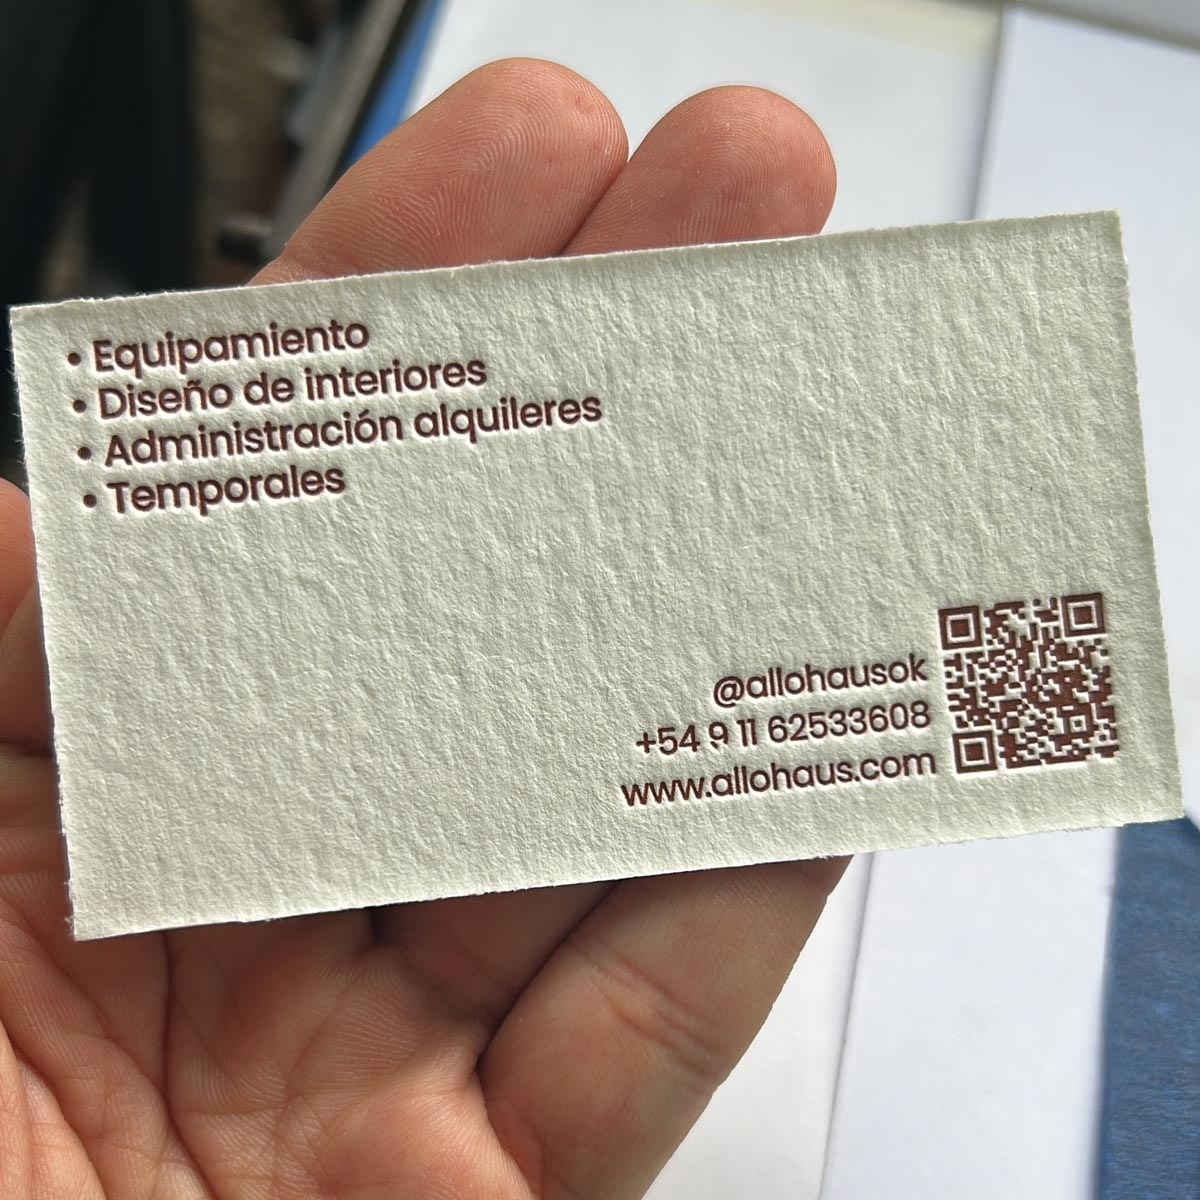 • Equipamiento
• Diseño de interiores
• Administración alquileres
• Temporales
@allohausok
+54 9 11 62533608
www.allohaus.com